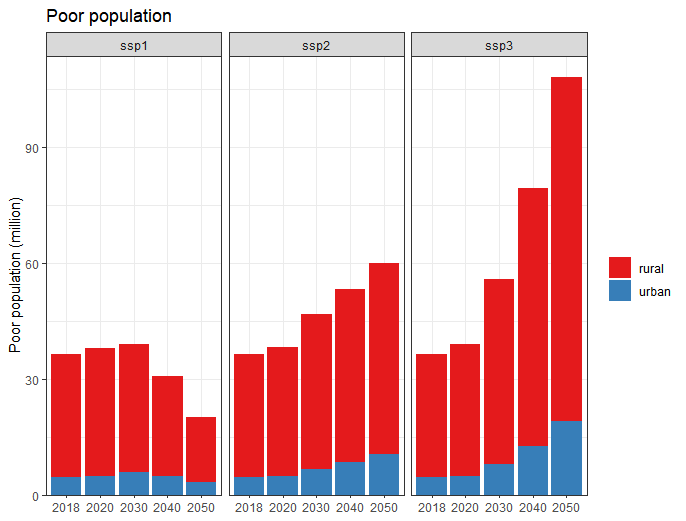 Poor population
ssp1 ssp2 ssp3
Poor population (million)
90
60
30
0
2018 2020 2030 2040 2050 2018 2020 2030 2040 2050 2018 2020 2030 2040 2050
rural
urban